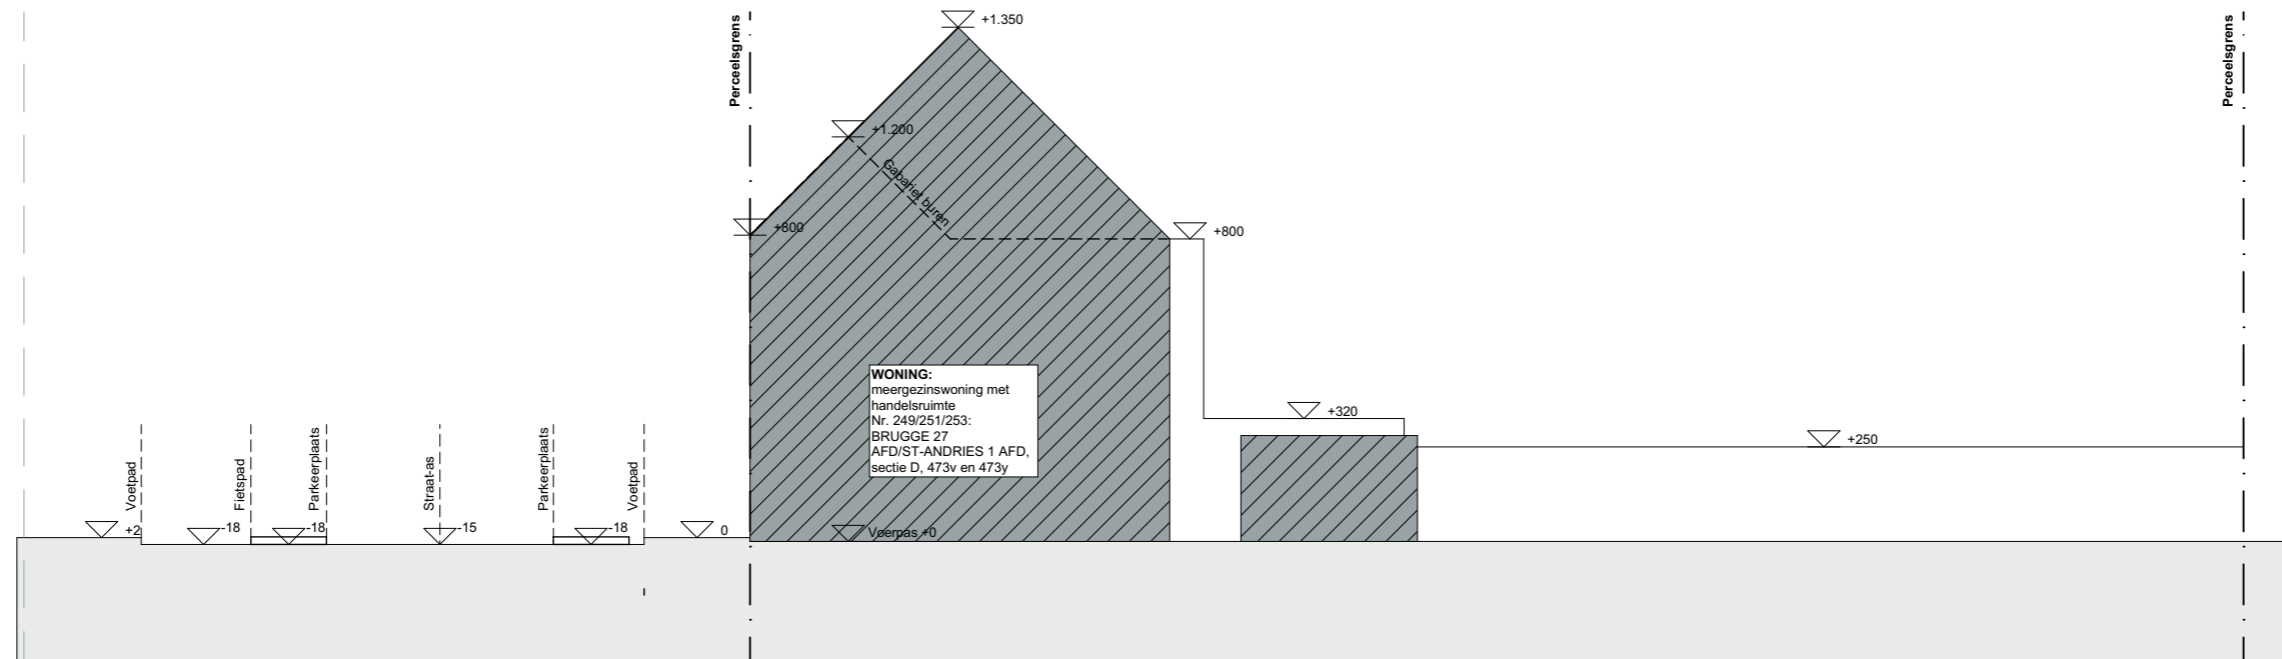 +1.350
Perceelsgrens
Perceelsgrens
+1.200
Gabariet buren
+800
+800
WONING:
meergezinswoning met
handelsruimte
Nr. 249/251/253:
BRUGGE 27
AFD/ST-ANDRIES 1 AFD,
sectie D, 473v en 473y
+320
+250
Voetpad
Fietspad
Parkeerplaats
Straat-as
Parkeerplaats
Voetpad
+2
-18
-18
-15
-18
0
Vøerpas +0